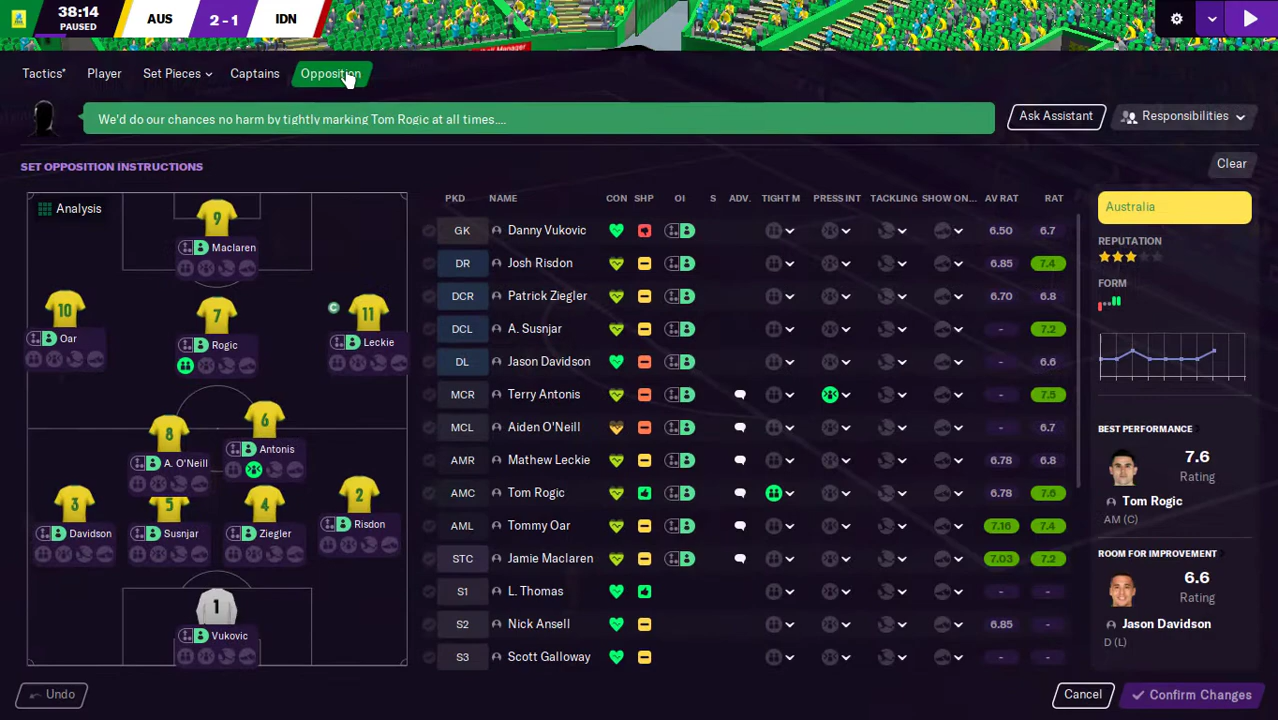 38:14 AUS 2 - 1 IDN
PAUSED
Tactics* Player Set Pieces Captains Opposition
We'd do our chances no harm by tightly marking Tom Rogic at all times.... Ask Assistant Responsibilities
SET OPPOSITION INSTRUCTIONS Clear
Analysis
9
Maclaren
10 7 C 11
Oar Rogic Leckie
8 6
A. O'Neill Antonis
3 5 4 2
Davidson Susnjar Ziegler Risdon
1
Vukovic
PKD NAME CON SHP OI S ADV. TIGHT M PRESS INT TACKLING SHOW ON... AV RAT RAT
GK Danny Vukovic 6.50 6.7
DR Josh Risdon 6.85 7.4
DCR Patrick Ziegler 6.70 6.8
DCL A. Susnjar - 7.2
DL Jason Davidson - 6.6
MCR Terry Antonis - 7.5
MCL Aiden O'Neill - 6.7
AMR Mathew Leckie 6.78 6.8
AMC Tom Rogic 6.78 7.6
AML Tommy Oar 7.16 7.4
STC Jamie Maclaren 7.03 7.2
S1 L. Thomas - -
S2 Nick Ansell 6.85 -
S3 Scott Galloway - -
Australia
REPUTATION
FORM
BEST PERFORMANCE
7.6
Rating
Tom Rogic
AM (C)
ROOM FOR IMPROVEMENT
6.6
Rating
Jason Davidson
D (L)
Undo Cancel Confirm Changes